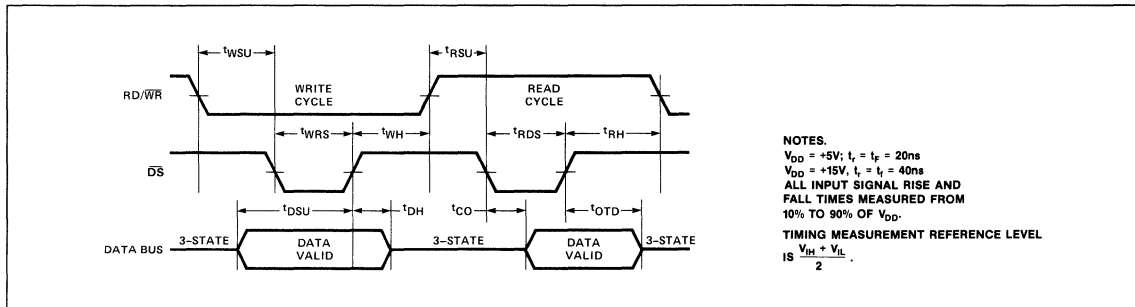 tWSU
tRSU
RD/WR
WRITE
CYCLE
READ
CYCLE
tWRS
tWH
tRDS
tRH
DS
tDSU
tDH
tCO
tOTD
DATA BUS
3-STATE
DATA
VALID
3-STATE
DATA
VALID
3-STATE
NOTES.
VDD = +5V; tr = tF = 20ns
VDD = +15V, tr = tf = 40ns
ALL INPUT SIGNAL RISE AND
FALL TIMES MEASURED FROM
10% TO 90% OF VDD.
TIMING MEASUREMENT REFERENCE LEVEL
IS VIH + VIL / 2 .